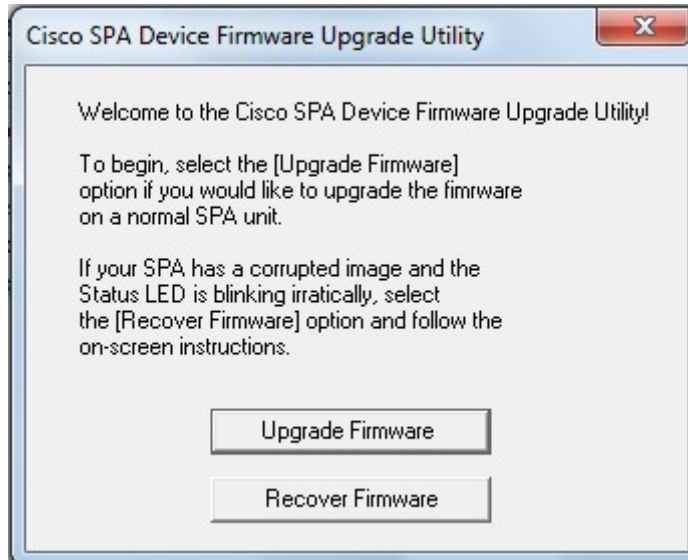 Cisco SPA Device Firmware Upgrade Utility
Welcome to the Cisco SPA Device Firmware Upgrade Utility!
To begin, select the [Upgrade Firmware]
option if you would like to upgrade the fimrware
on a normal SPA unit.
If your SPA has a corrupted image and the
Status LED is blinking irratically, select
the [Recover Firmware] option and follow the
on-screen instructions.
Upgrade Firmware
Recover Firmware